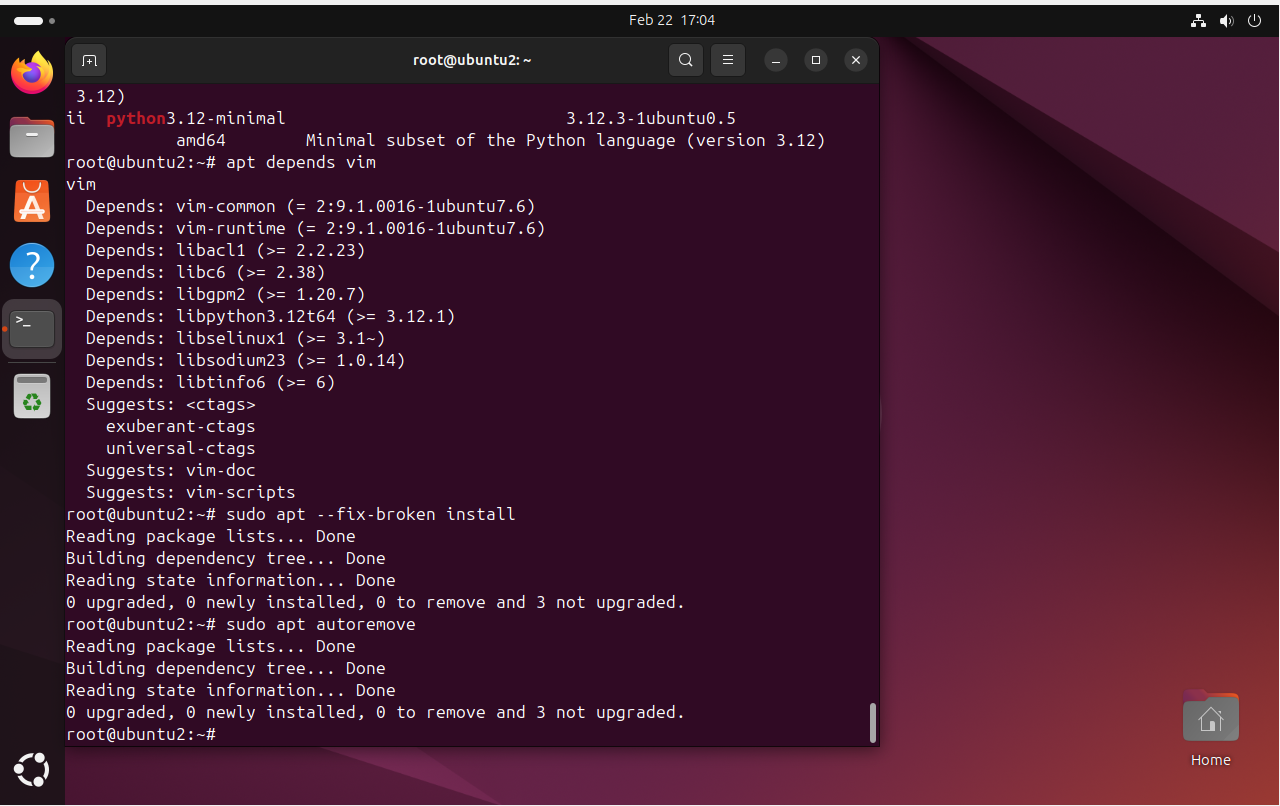 Feb 22 17:04
root@ubuntu2: ~
3.12)
ii python3.12-minimal 3.12.3-1ubuntu0.5
amd64 Minimal subset of the Python language (version 3.12)
root@ubuntu2:~# apt depends vim
vim
Depends: vim-common (= 2:9.1.0016-1ubuntu7.6)
Depends: vim-runtime (= 2:9.1.0016-1ubuntu7.6)
Depends: libacl1 (>= 2.2.23)
Depends: libc6 (>= 2.38)
Depends: libgpm2 (>= 1.20.7)
Depends: libpython3.12t64 (>= 3.12.1)
Depends: libselinux1 (>= 3.1~)
Depends: libsodium23 (>= 1.0.14)
Depends: libtinfo6 (>= 6)
Suggests: <ctags>
exuberant-ctags
universal-ctags
Suggests: vim-doc
Suggests: vim-scripts
root@ubuntu2:~# sudo apt --fix-broken install
Reading package lists... Done
Building dependency tree... Done
Reading state information... Done
0 upgraded, 0 newly installed, 0 to remove and 3 not upgraded.
root@ubuntu2:~# sudo apt autoremove
Reading package lists... Done
Building dependency tree... Done
Reading state information... Done
0 upgraded, 0 newly installed, 0 to remove and 3 not upgraded.
root@ubuntu2:~#
Home